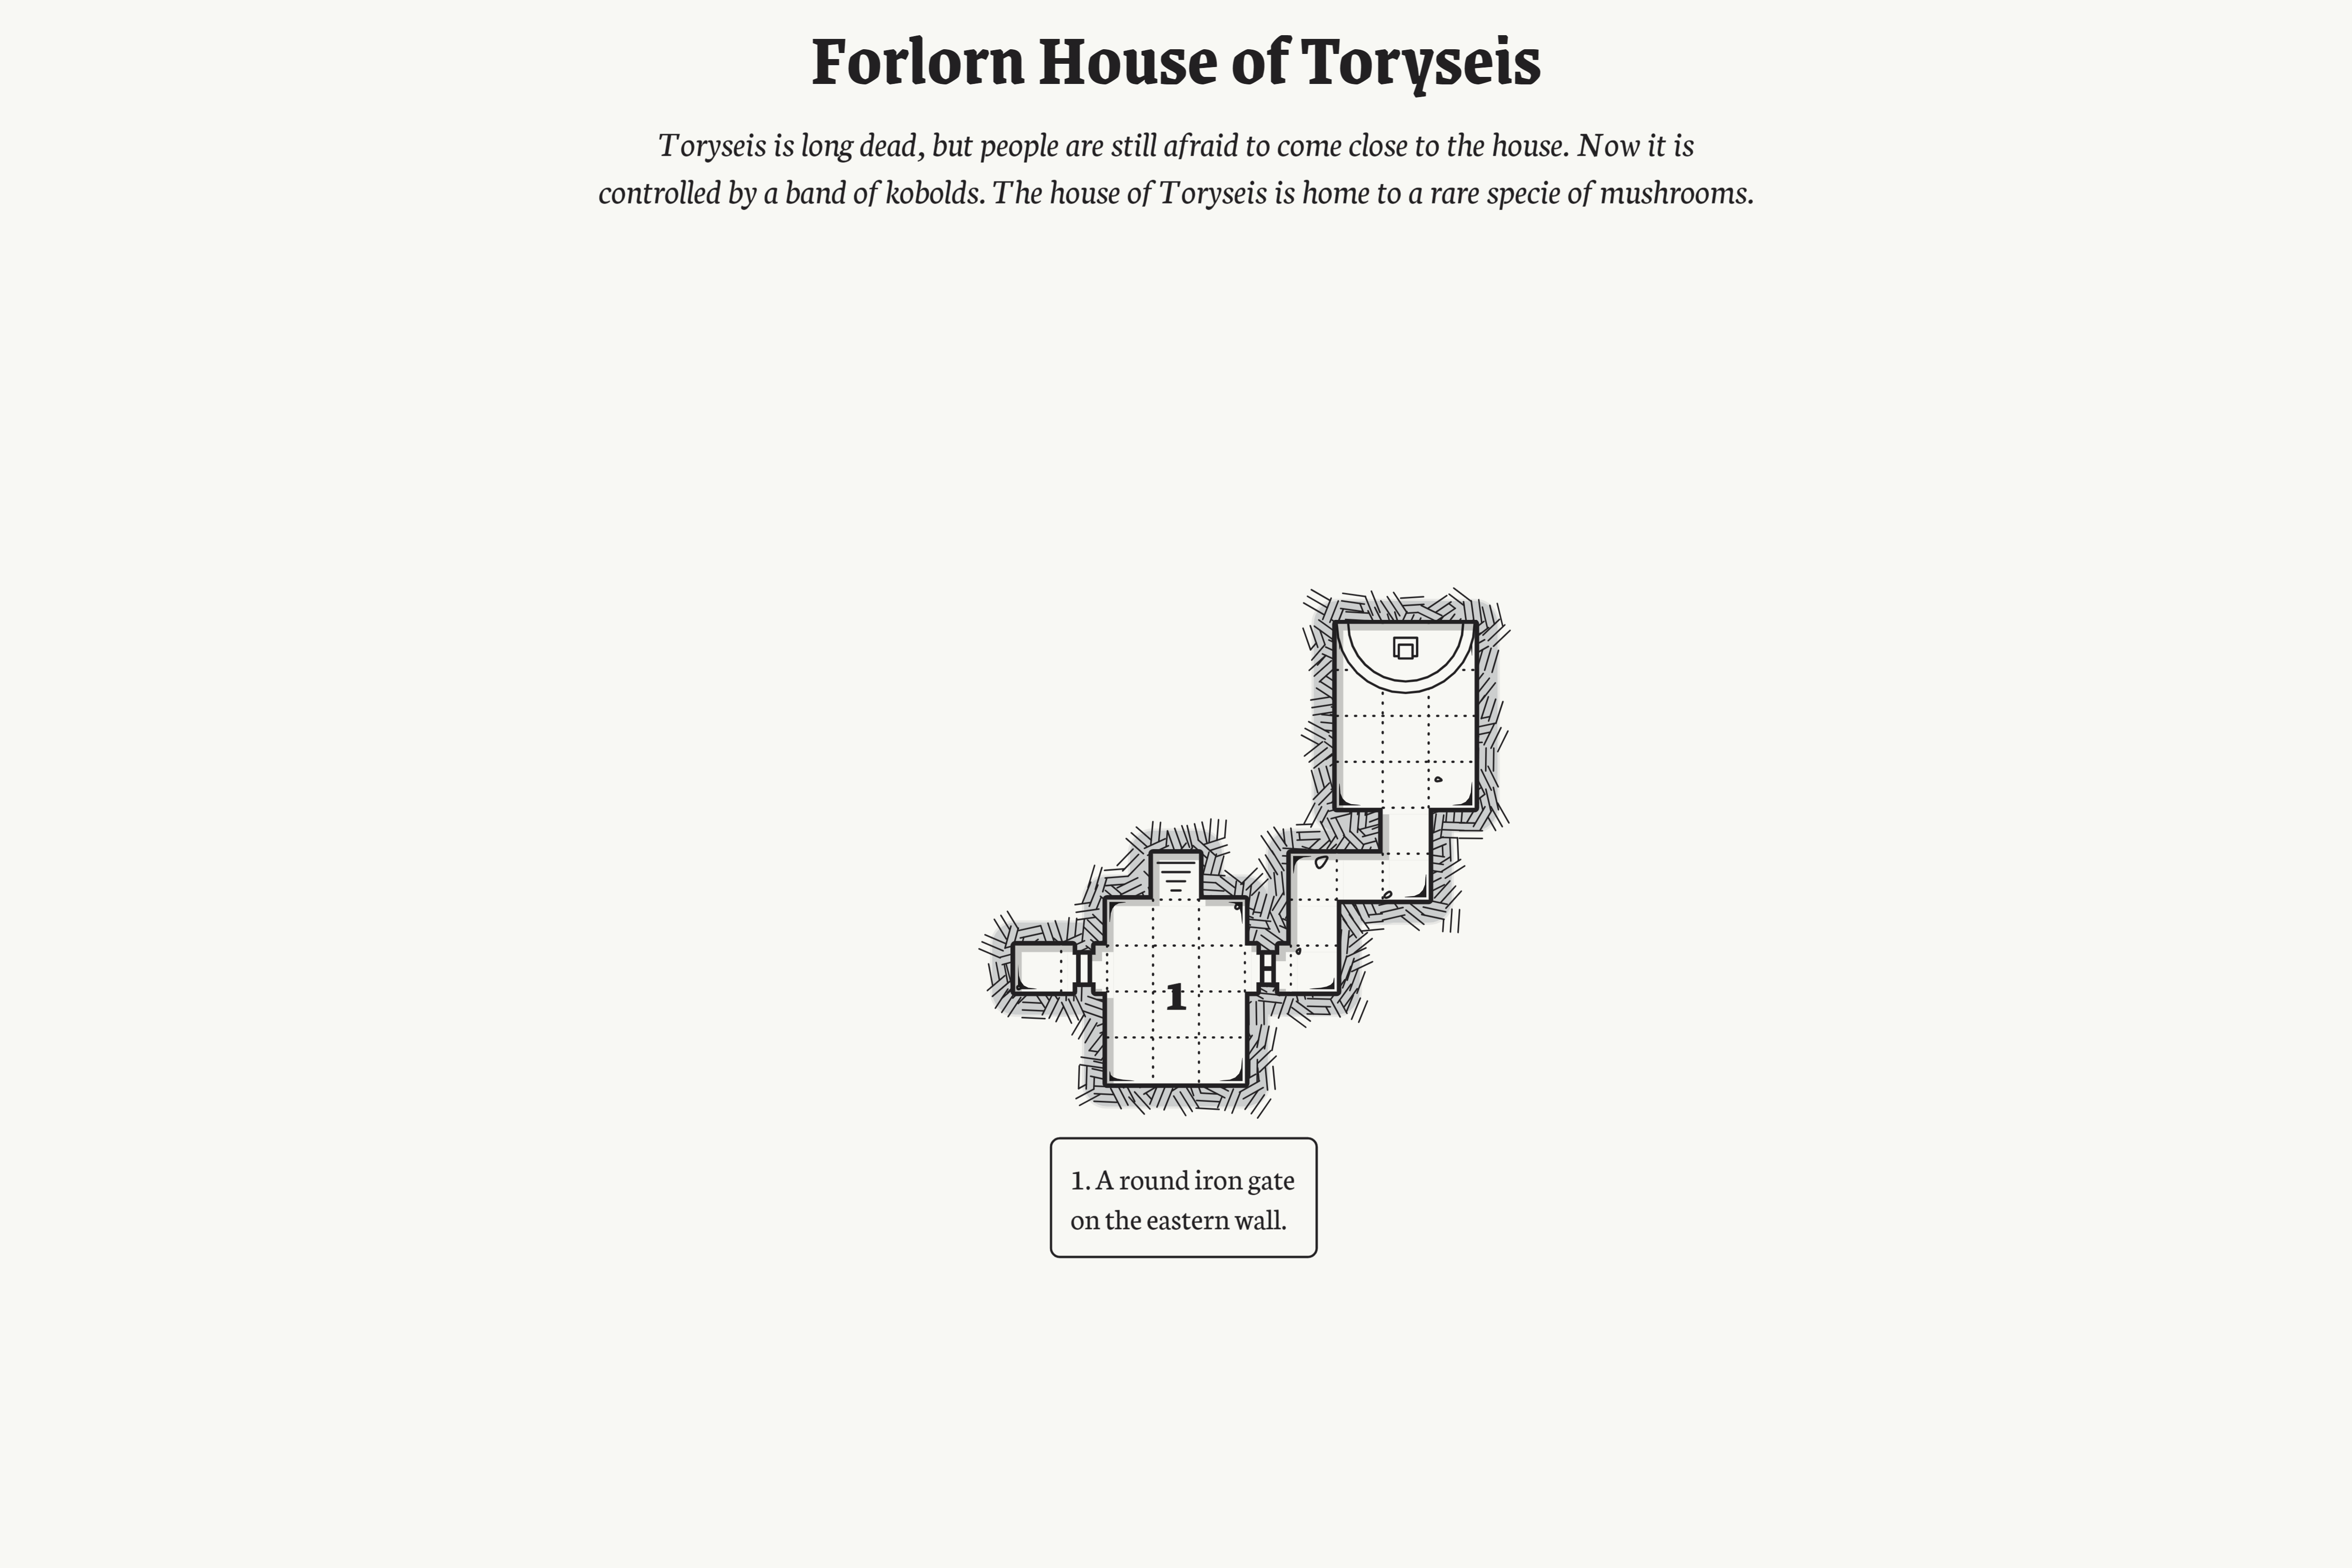 Forlorn House of Toryseis
Toryseis is long dead, but people are still afraid to come close to the house. Now it is
controlled by a band of kobolds. The house of Toryseis is home to a rare specie of mushrooms.
1
1. A round iron gate
on the eastern wall.